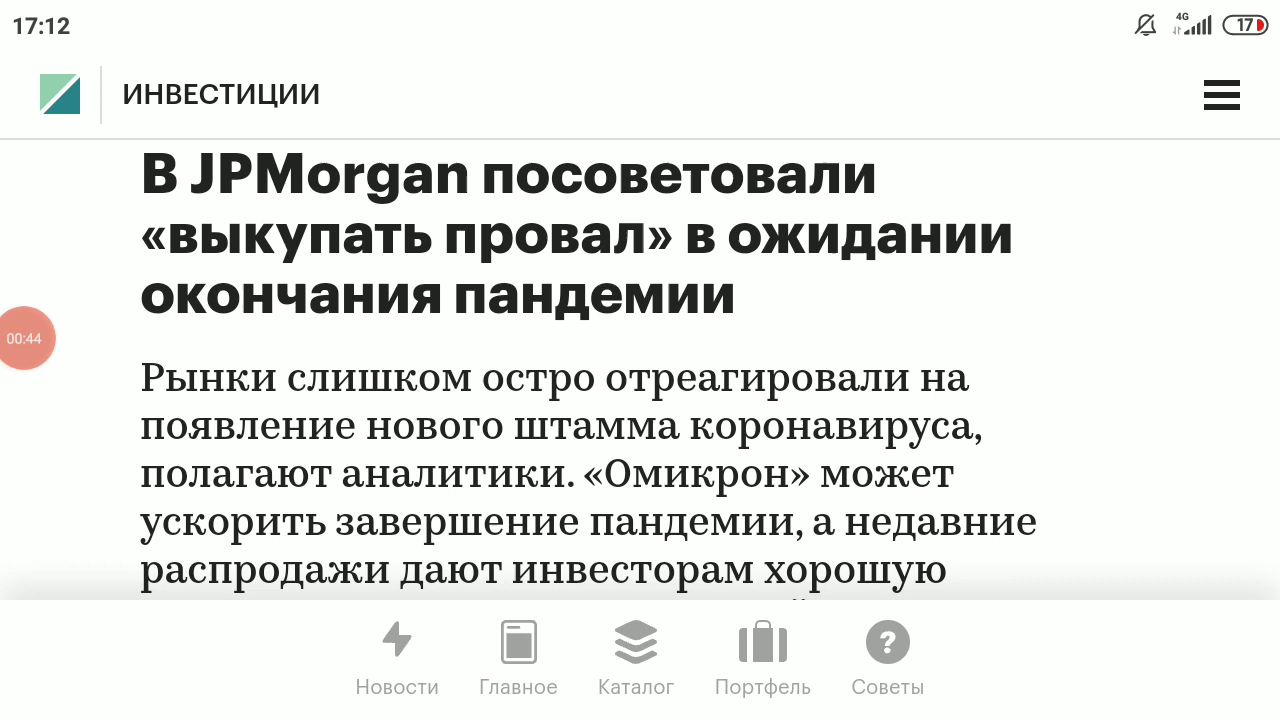 17:12
4G
17
ИНВЕСТИЦИИ
В JPMorgan посоветовали
«выкупать провал» в ожидании
окончания пандемии
00:44
Рынки слишком остро отреагировали на
появление нового штамма коронавируса,
полагают аналитики. «Омикрон» может
ускорить завершение пандемии, а недавние
распродажи дают инвесторам хорошую
Новости
Главное
Каталог
Портфель
Советы